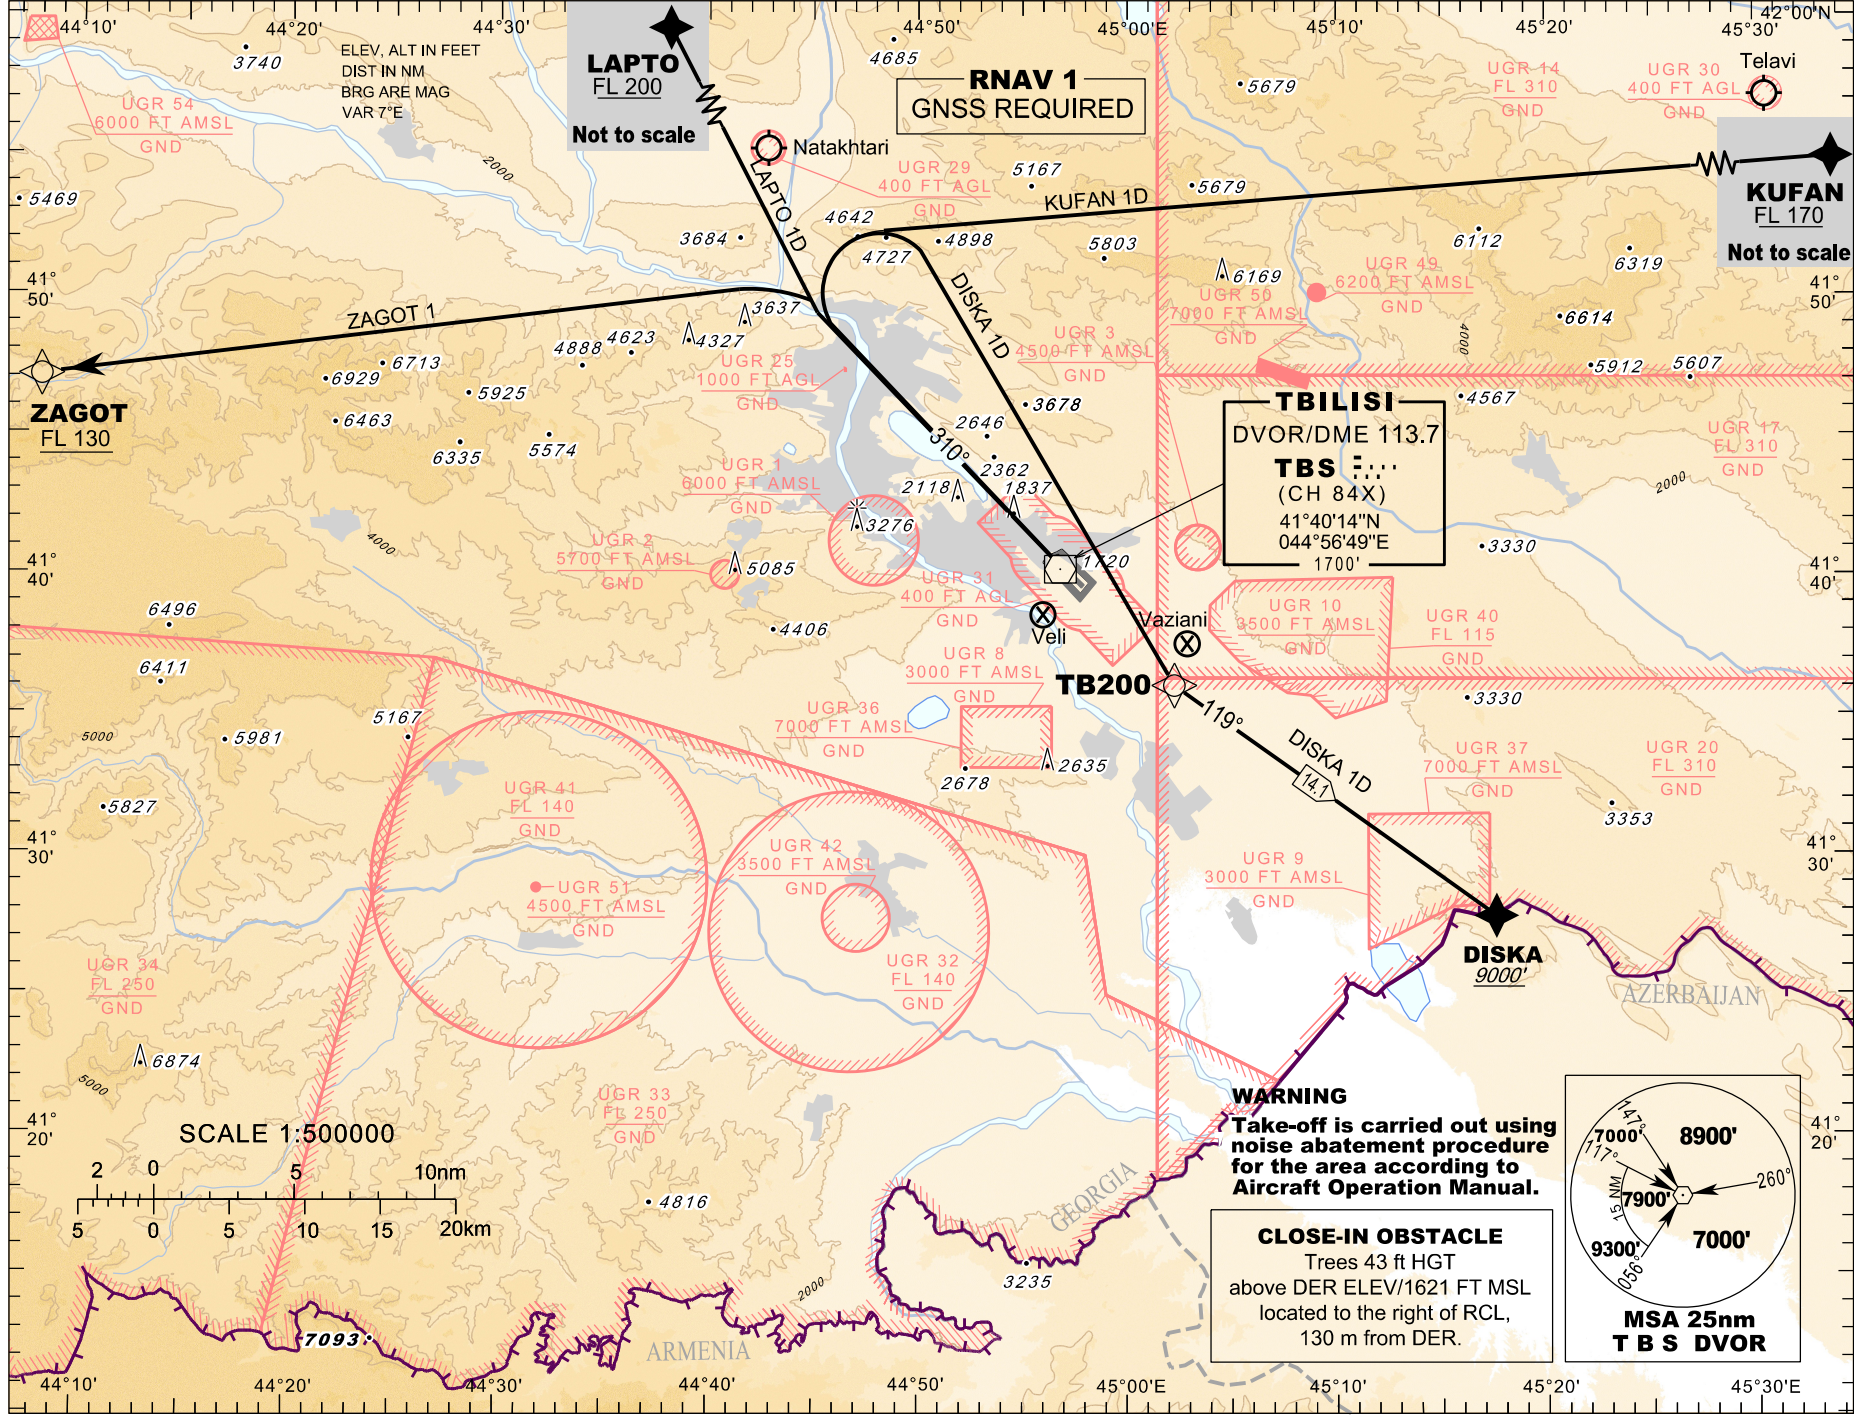 44°10'
44°20'
44°30'
44°50'
45°00'E
45°10'
45°20'
45°30'
42°00'N
3740
ELEV, ALT IN FEET
DIST IN NM
BRG ARE MAG
VAR 7°E
LAPTO
FL 200
Not to scale
4685
RNAV 1
GNSS REQUIRED
5679
UGR 14
FL 310
GND
UGR 30
400 FT AGL
GND
Telavi
UGR 54
6000 FT AMSL
GND
2000
Natakhtari
LAPTO 1D
UGR 29
400 FT AGL
GND
5167
5679
KUFAN 1D
KUFAN
FL 170
Not to scale
5469
3684
4642
4727
4898
5803
6112
6319
6169
UGR 49
6200 FT AMSL
GND
UGR 50
7000 FT AMSL
GND
41°
50'
41°
50'
ZAGOT 1
3637
4327
4623
4888
DISKA 1D
UGR 3
4500 FT AMSL
GND
6614
4000
5912
5607
4567
6713
6929
5925
6463
6335
5574
UGR 25
1000 FT AGL
GND
ZAGOT
FL 130
3678
2646
2362
310°
2118
1837
TBILISI
DVOR/DME 113.7
TBS
(CH 84X)
41°40'14"N
044°56'49"E
1700'
UGR 17
FL 310
GND
2000
UGR 1
6000 FT AMSL
GND
3276
4000
UGR 2
5700 FT AMSL
GND
5085
1720
3330
41°
40'
41°
40'
UGR 31
400 FT AGL
GND
Veli
Vaziani
UGR 10
3500 FT AMSL
GND
UGR 40
FL 115
GND
6496
4406
6411
UGR 8
3000 FT AMSL
GND
TB200
3330
5167
5000
5981
UGR 36
7000 FT AMSL
GND
2678
2635
119°
DISKA 1D
14.1
UGR 37
7000 FT AMSL
GND
UGR 20
FL 310
GND
5827
UGR 41
FL 140
GND
3353
41°
30'
41°
30'
UGR 42
3500 FT AMSL
GND
UGR 9
3000 FT AMSL
GND
UGR 51
4500 FT AMSL
GND
UGR 34
FL 250
GND
UGR 32
FL 140
GND
DISKA
9000'
AZERBAIJAN
6874
5000
UGR 33
FL 250
GND
41°
20'
41°
20'
SCALE 1:500000
2 0 5 10nm
5 0 5 10 15 20km
4816
WARNING
Take-off is carried out using
noise abatement procedure
for the area according to
Aircraft Operation Manual.
GEORGIA
CLOSE-IN OBSTACLE
Trees 43 ft HGT
above DER ELEV/1621 FT MSL
located to the right of RCL,
130 m from DER.
147°
7000'
117°
8900'
260°
15 NM
7900'
9300'
056°
7000'
MSA 25nm
T B S DVOR
3235
2000
7093
ARMENIA
44°10'
44°20'
44°30'
44°40'
44°50'
45°00'E
45°10'
45°20'
45°30'E